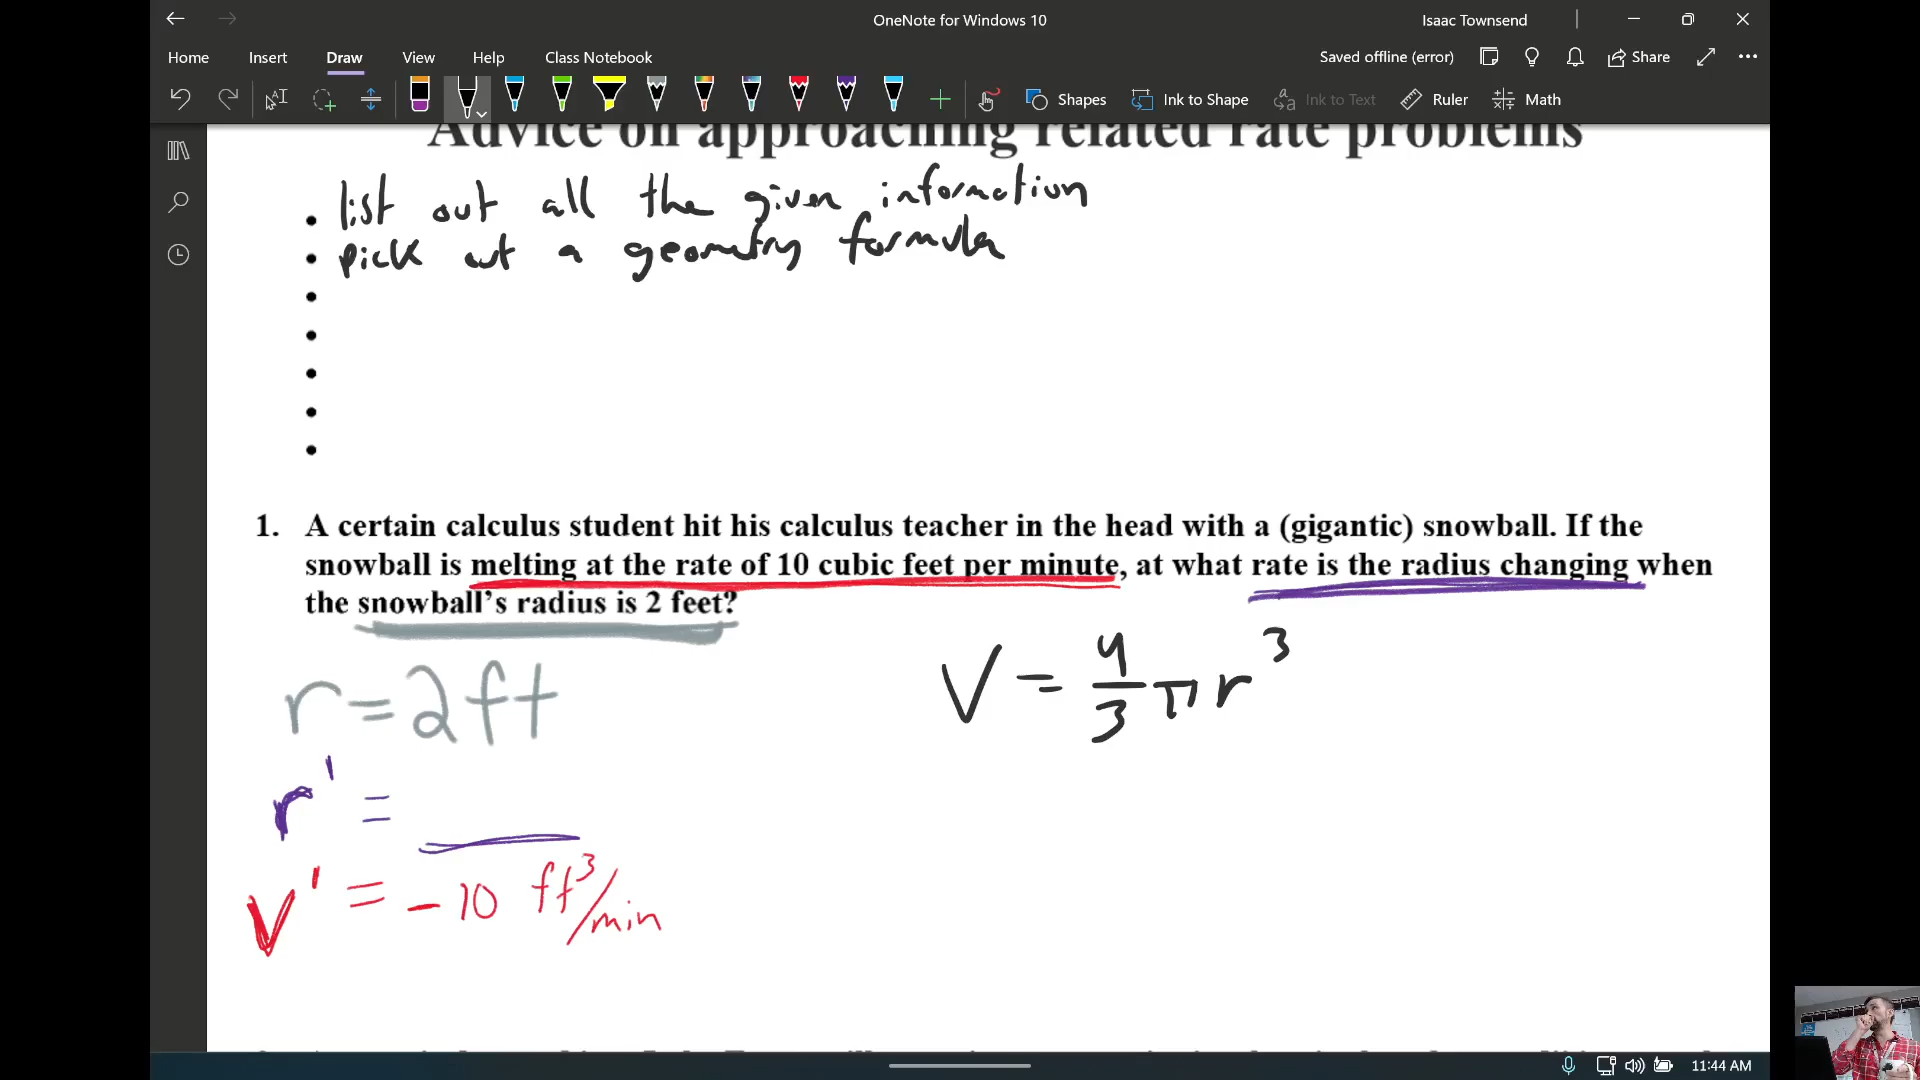 OneNote for Windows 10
Isaac Townsend
Home Insert Draw View Help Class Notebook
Saved offline (error) Share
Shapes Ink to Shape Ink to Text Ruler Math
Advice on approaching related rate problems
• list out all the given information
• pick out a geometry formula
•
•
•
•
•
1. A certain calculus student hit his calculus teacher in the head with a (gigantic) snowball. If the
snowball is melting at the rate of 10 cubic feet per minute, at what rate is the radius changing when
the snowball's radius is 2 feet?
V = 4/3 πr³
r = 2ft
r' =
V' = -10 ft³/min
11:44 AM